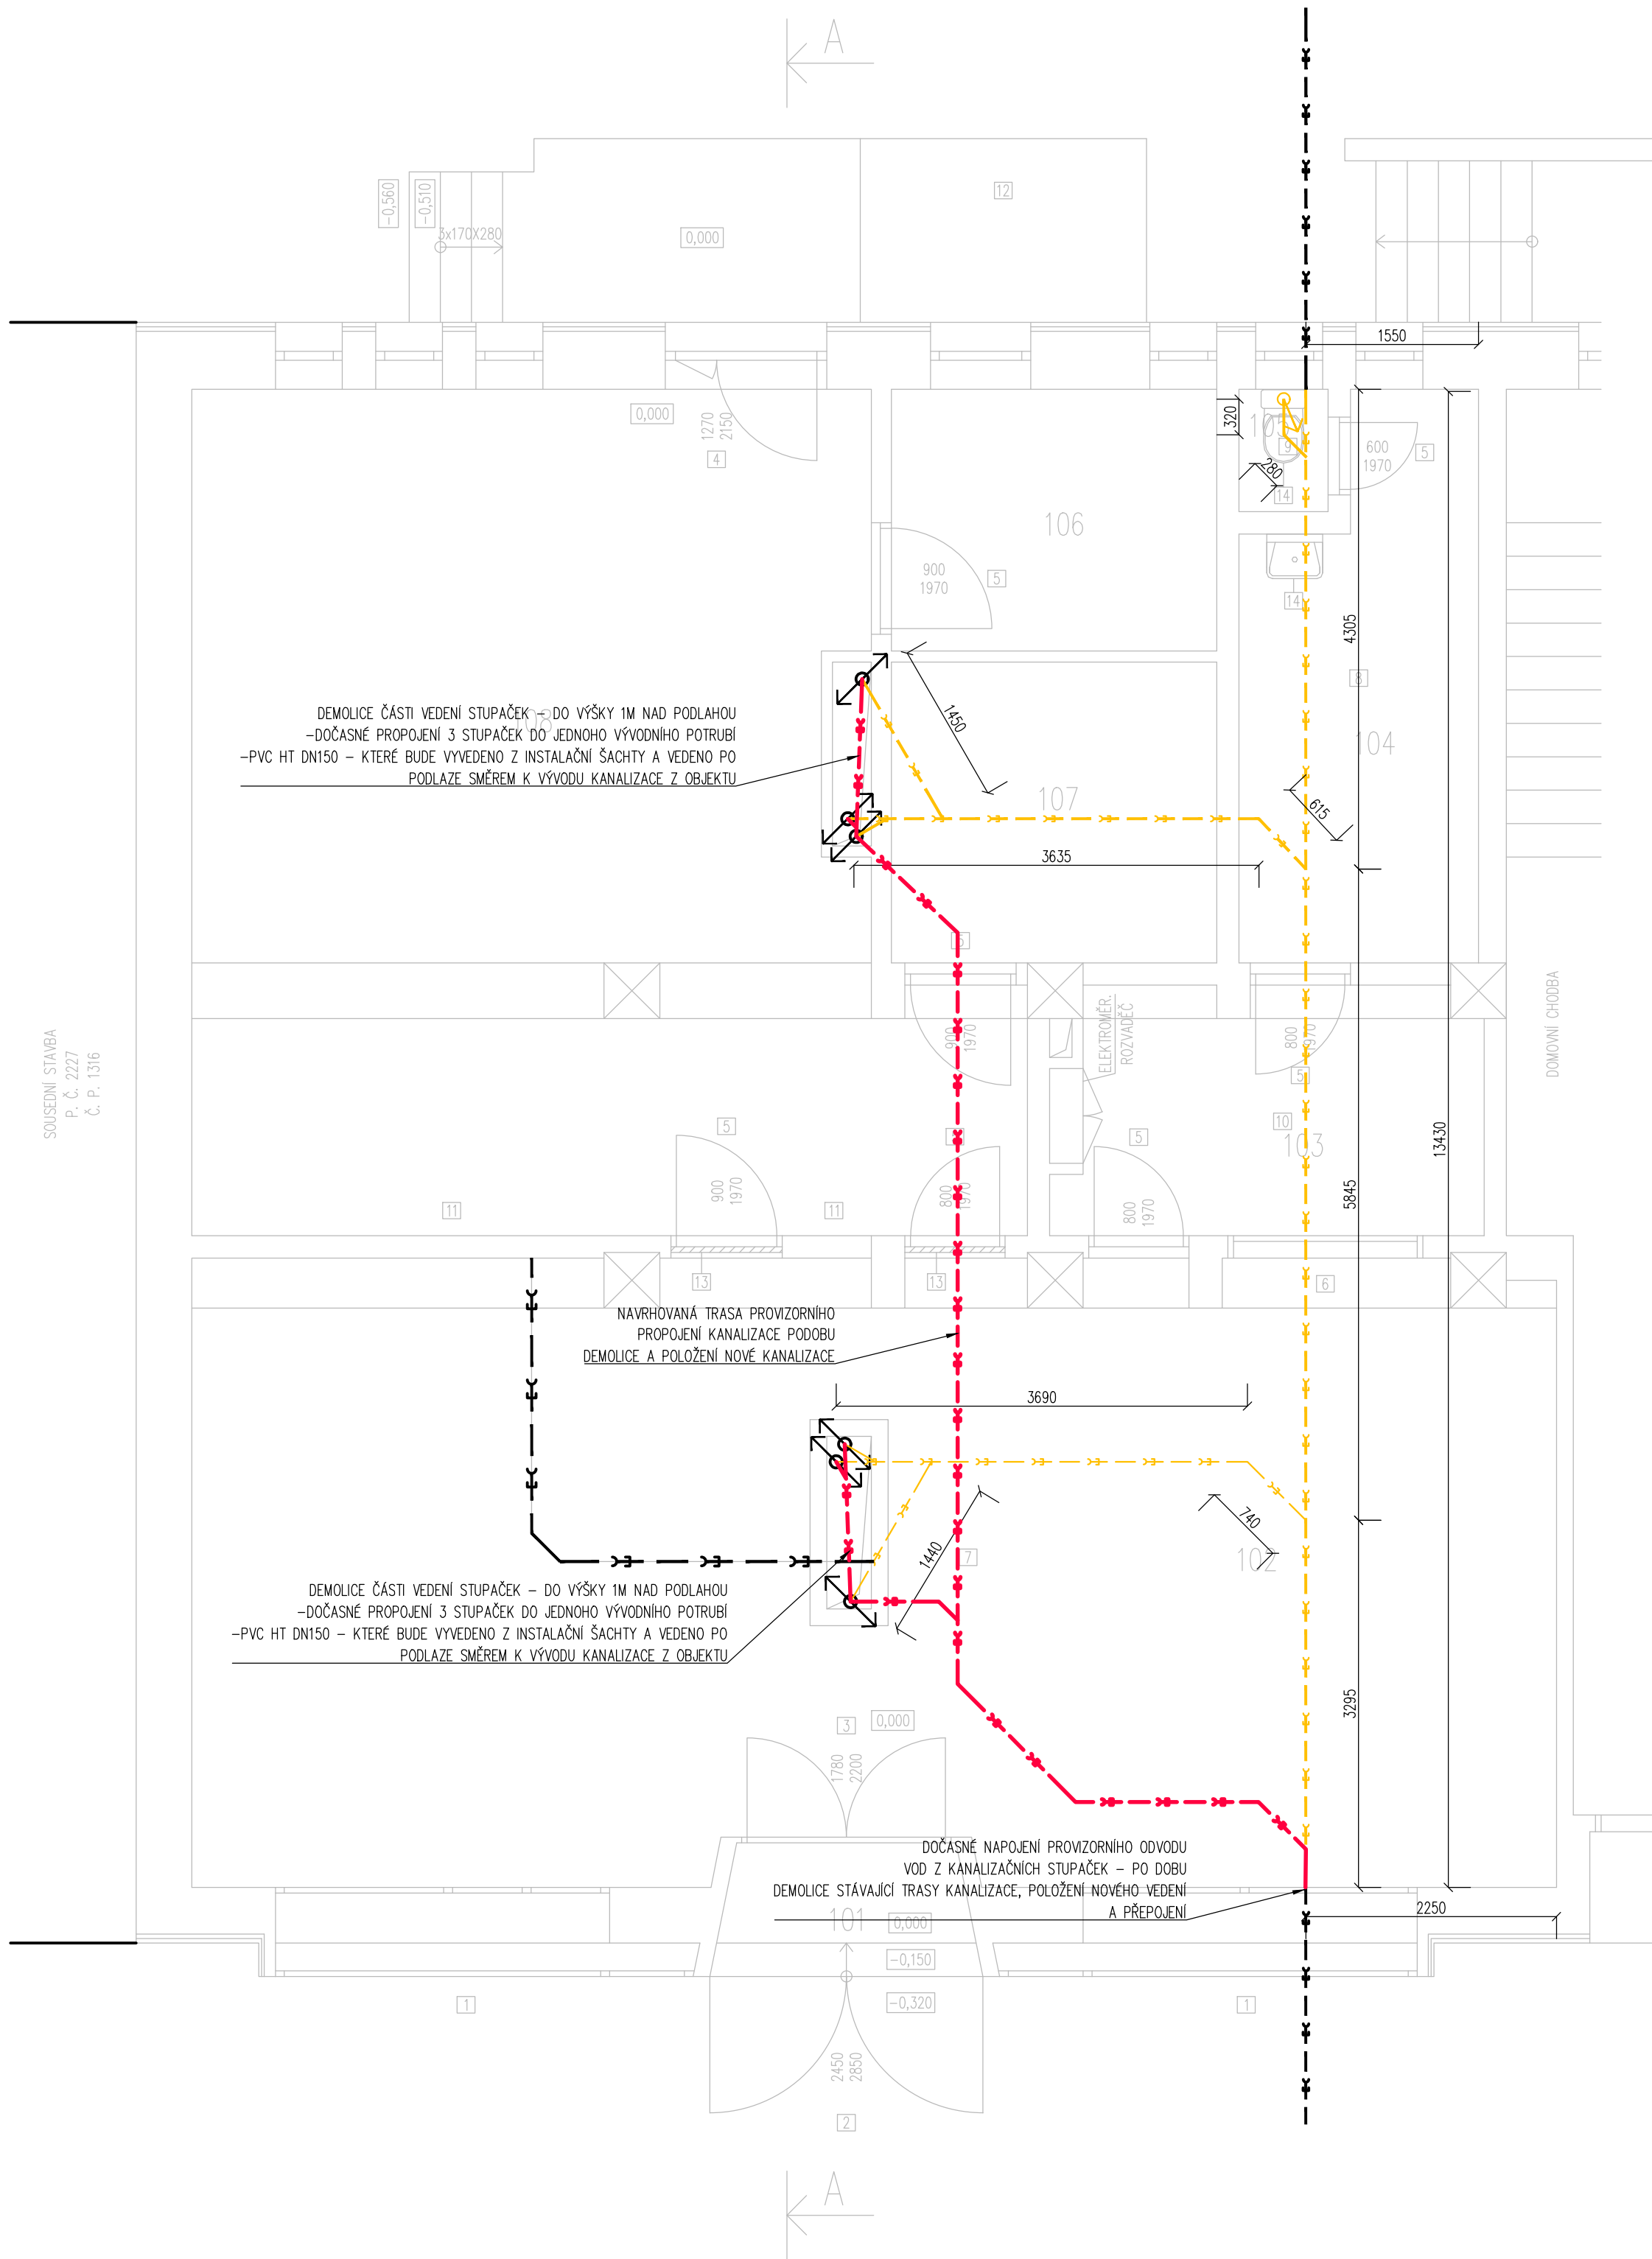 A
-0,560
-0,510
3x170X280
0,000
12
1550
0,000
1270
2150
4
320
105
9
280
14
600
1970
5
106
900
1970
5
14
4305
8
104
1450
DEMOLICE ČÁSTI VEDENÍ STUPAČEK - DO VÝŠKY 1M NAD PODLAHOU
-DOČASNÉ PROPOJENÍ 3 STUPAČEK DO JEDNOHO VÝVODNÍHO POTRUBÍ
-PVC HT DN150 - KTERÉ BUDE VYVEDENO Z INSTALAČNÍ ŠACHTY A VEDENO PO
PODLAZE SMĚREM K VÝVODU KANALIZACE Z OBJEKTU
107
615
3635
SOUSEDNÍ STAVBA
P. Č. 2227
Č. P. 1316
900
1970
ELEKTROMĚR.
ROZVADĚČ
800
1970
5
DOMOVNÍ CHODBA
5
5
10
103
13430
900
1970
800
1970
800
1970
5845
11
11
13
13
6
NAVRHOVANÁ TRASA PROVIZORNÍHO
PROPOJENÍ KANALIZACE PODOBU
DEMOLICE A POLOŽENÍ NOVÉ KANALIZACE
3690
740
1440
7
102
DEMOLICE ČÁSTI VEDENÍ STUPAČEK - DO VÝŠKY 1M NAD PODLAHOU
-DOČASNÉ PROPOJENÍ 3 STUPAČEK DO JEDNOHO VÝVODNÍHO POTRUBÍ
-PVC HT DN150 - KTERÉ BUDE VYVEDENO Z INSTALAČNÍ ŠACHTY A VEDENO PO
PODLAZE SMĚREM K VÝVODU KANALIZACE Z OBJEKTU
3295
3
0,000
1780
2200
DOČASNÉ NAPOJENÍ PROVIZORNÍHO ODVODU
VOD Z KANALIZAČNÍCH STUPAČEK - PO DOBU
DEMOLICE STÁVAJÍCÍ TRASY KANALIZACE, POLOŽENÍ NOVÉHO VEDENÍ
A PŘEPOJENÍ
101
0,000
2250
-0,150
-0,320
1
1
2450
2850
2
A